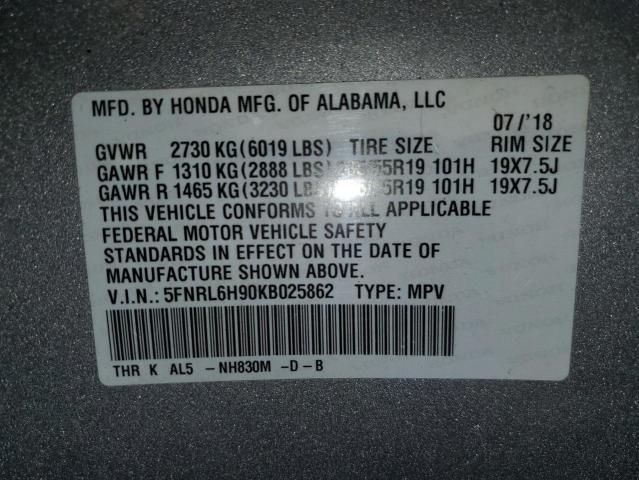 MFD. BY HONDA MFG. OF ALABAMA, LLC
07 /'18
GVWR 2730 KG(6019 LBS) TIRE SIZE RIM SIZE
GAWR F 1310 KG(2888 LBS) 101H 19X7.5J
GAWR R 1465 KG(3230 101H 19X7.5J
THIS VEHICLE CONFORMS TO ALL APPLICABLE
FEDERAL MOTOR VEHICLE SAFETY
STANDARDS IN EFFECT ON THE DATE OF
MANUFACTURE SHOWN ABOVE.
V.I.N.: 5FNRL6H90KB025862 TYPE: MPV
THR K AL5 -NH830M -D-B